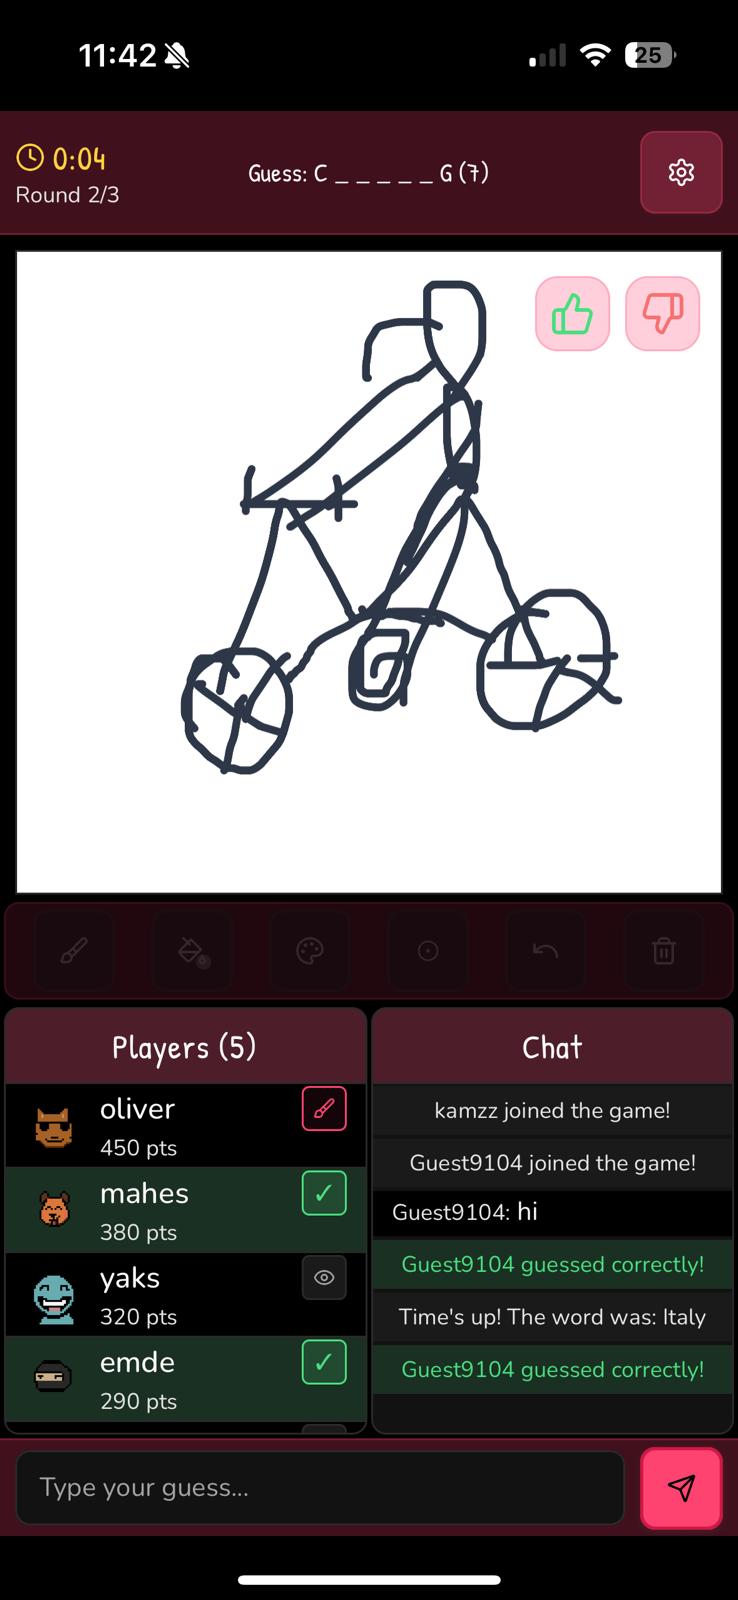 11:42
25
0:04
Round 2/3
Guess: C _ _ _ _ _ G (7)
Players (5)
oliver
450 pts
mahes
380 pts
yaks
320 pts
emde
290 pts
Chat
kamzz joined the game!
Guest9104 joined the game!
Guest9104: hi
Guest9104 guessed correctly!
Time's up! The word was: Italy
Guest9104 guessed correctly!
Type your guess...